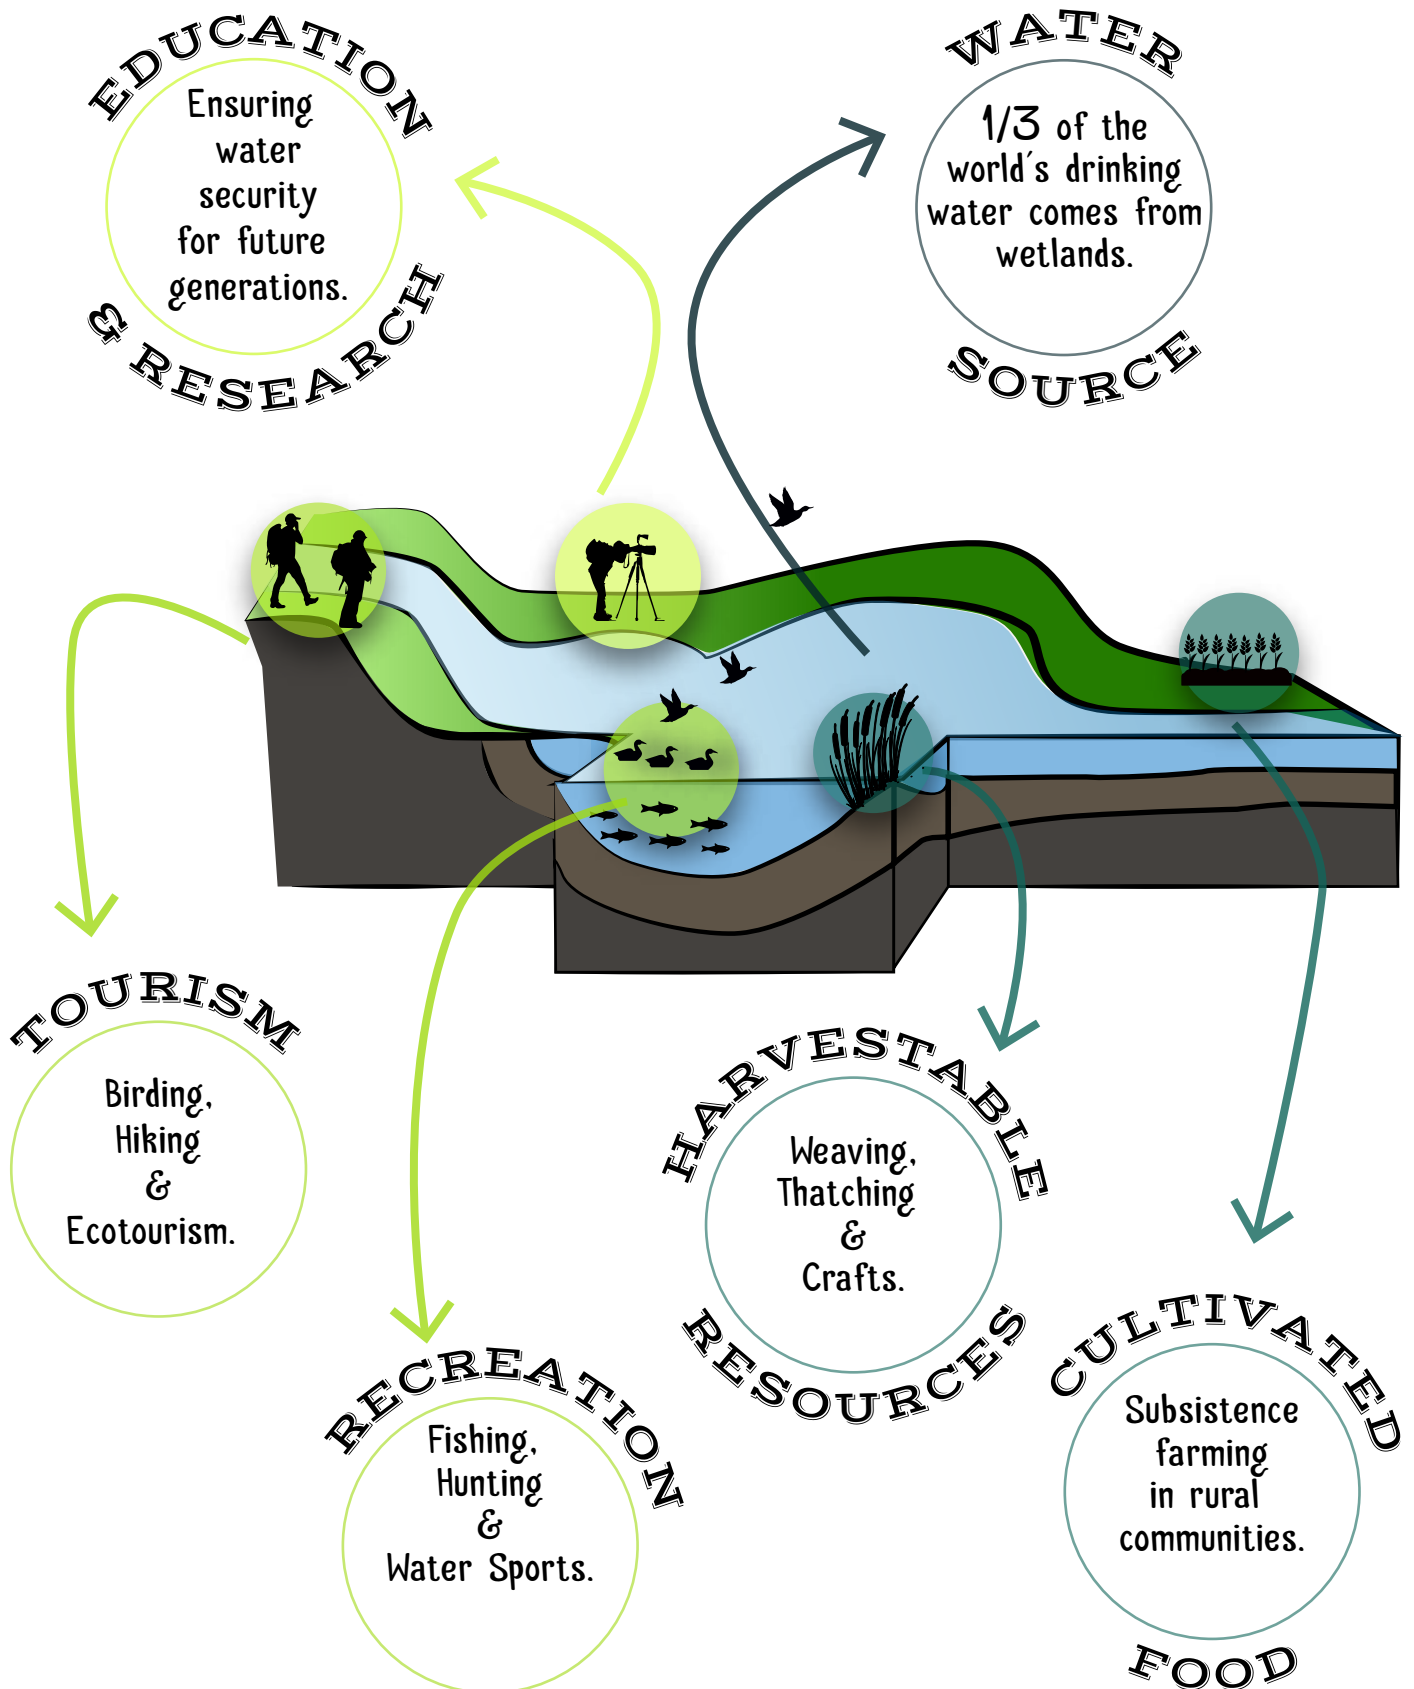 EDUCATION
Ensuring
water
security
for future
generations.
& RESEARCH
WATER
1/3 of the
world's drinking
water comes from
wetlands.
SOURCE
TOURISM
Birding,
Hiking
&
Ecotourism.
RECREATION
Fishing,
Hunting
&
Water Sports.
HARVESTABLE
Weaving,
Thatching
&
Crafts.
RESOURCES
CULTIVATED
Subsistence
farming
in rural
communities.
FOOD